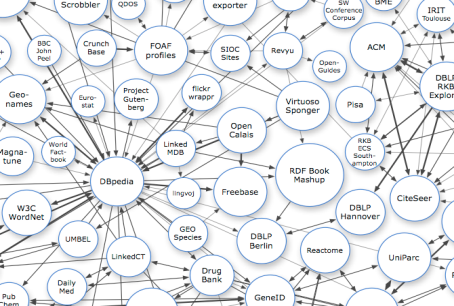 Scrobbler
QDOS
exporter
SW
Conference
Corpus
BME
IRIT
Toulouse
BBC
John
Peel
Crunch
Base
FOAF
profiles
SIOC
Sites
Revyu
Open-
Guides
ACM
DBLP
RKB
Explor
Geo-
names
Euro-
stat
Project
Guten-
berg
flickr
wrappr
Virtuoso
Sponger
Pisa
Open
Calais
Magna-
tune
World
Fact-
book
Linked
MDB
RKB
ECS
South-
ampton
DBpedia
lingvoj
Freebase
RDF Book
Mashup
W3C
WordNet
DBLP
Hannover
CiteSeer
UMBEL
GEO
Species
DBLP
Berlin
Reactome
LinkedCT
UniParc
Drug
Bank
Pub
Chem
Daily
Med
GeneID